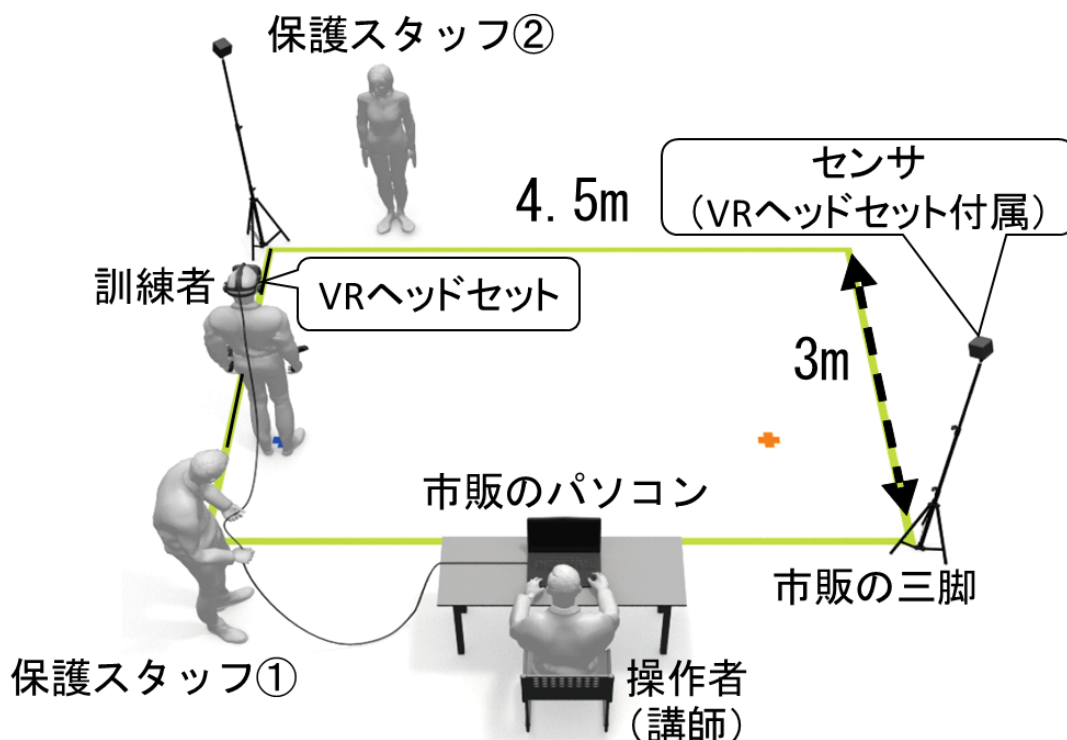 保護スタッフ②
センサ
（VRヘッドセット付属）
4.5m
訓練者
VRヘッドセット
3m
市販のパソコン
市販の三脚
保護スタッフ①
操作者
（講師）